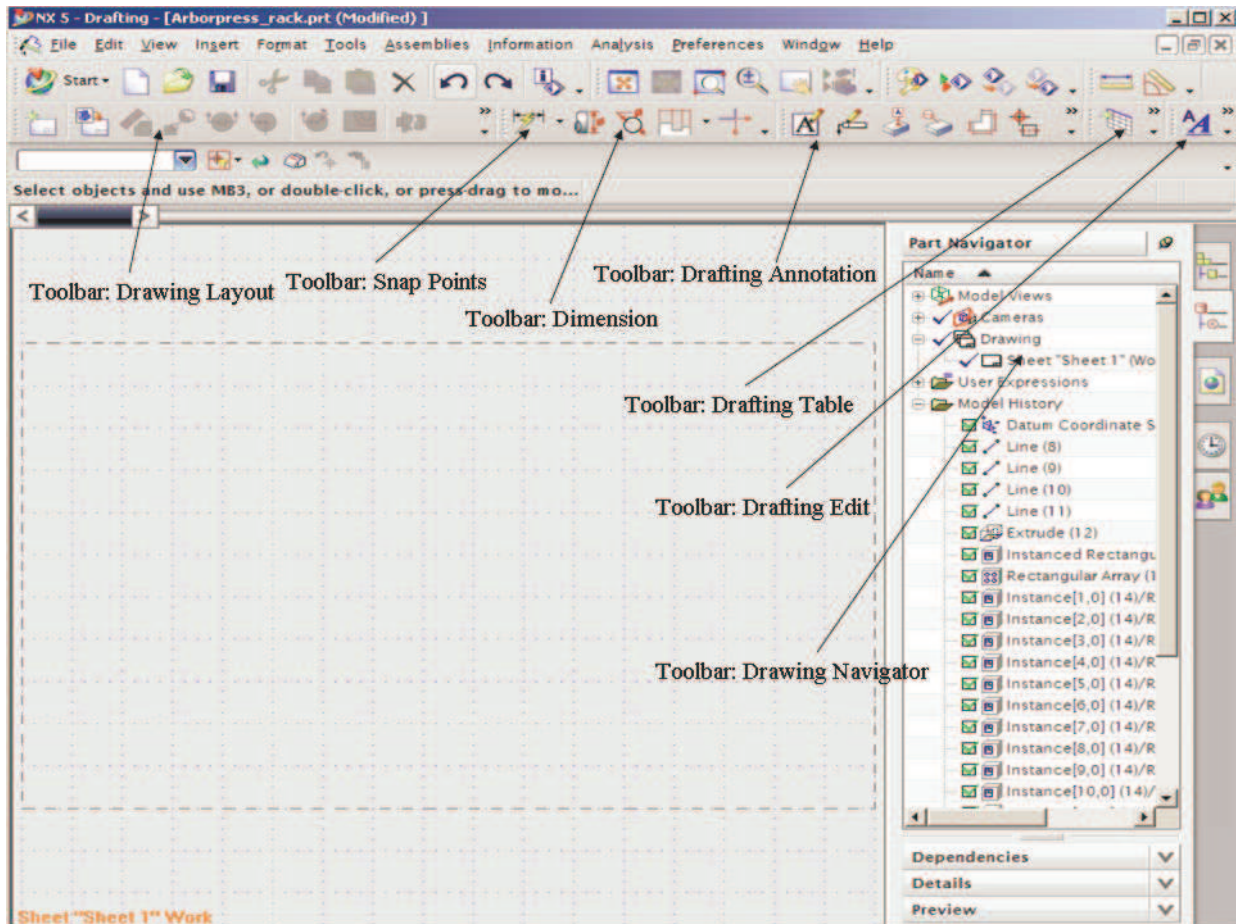 NX 5 - Drafting - [Arborpress_rack.prt (Modified) ]
File Edit View Insert Format Tools Assemblies Information Analysis Preferences Window Help
Start
Select objects and use MB3, or double-click, or press-drag to mo...
Part Navigator
Name
Toolbar: Drawing Layout
Toolbar: Snap Points
Toolbar: Drafting Annotation
Toolbar: Dimension
Toolbar: Drafting Table
Toolbar: Drafting Edit
Toolbar: Drawing Navigator
Model Views
Cameras
Drawing
Sheet "Sheet 1" (Wo
User Expressions
Model History
Datum Coordinate S
Line (8)
Line (9)
Line (10)
Line (11)
Extrude (12)
Instanced Rectangu
Rectangular Array (1
Instance[1,0] (14)/R
Instance[2,0] (14)/R
Instance[3,0] (14)/R
Instance[4,0] (14)/R
Instance[5,0] (14)/R
Instance[6,0] (14)/R
Instance[7,0] (14)/R
Instance[8,0] (14)/R
Instance[9,0] (14)/R
Instance[10,0] (14)/
Dependencies
Details
Preview
Sheet "Sheet 1" Work